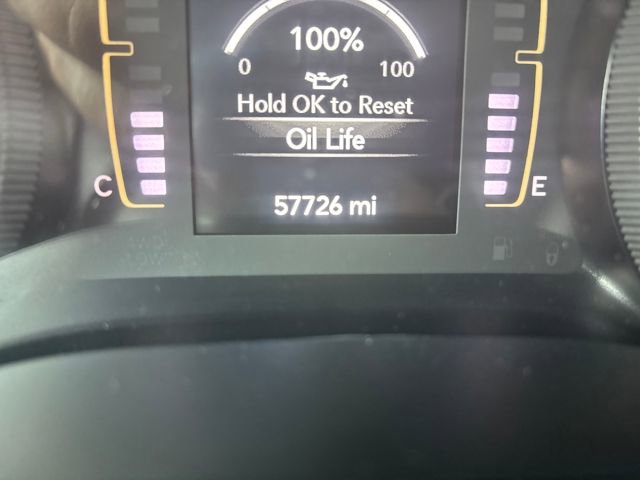 100%
0 100
Hold OK to Reset
Oil Life
C E
57726 mi